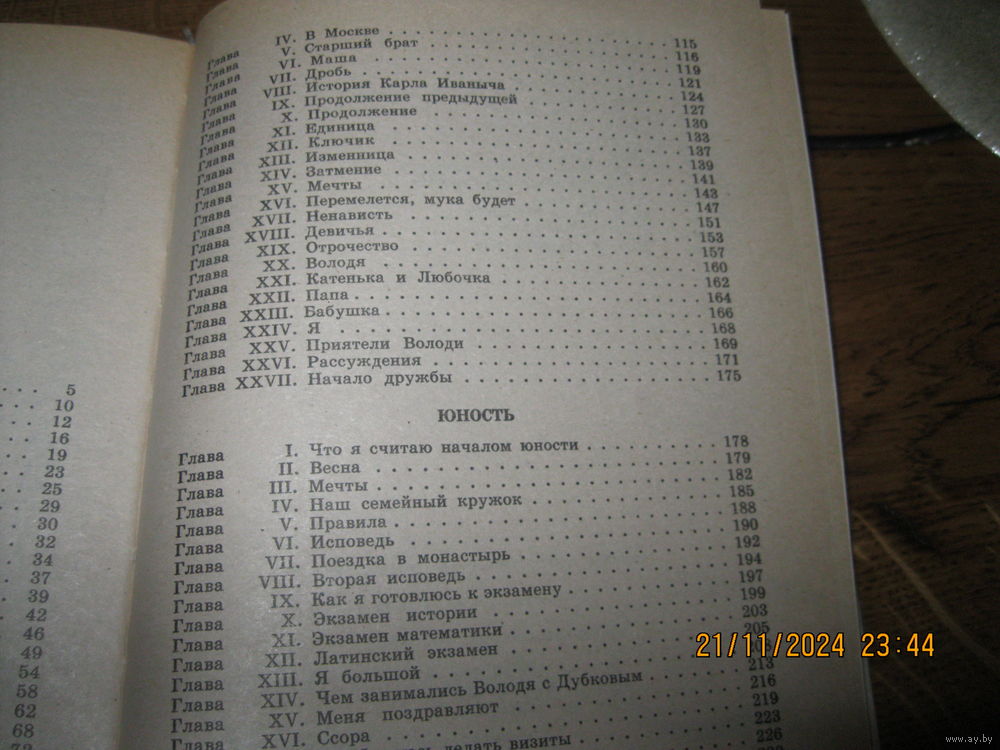 5
10
12
16
19
23
25
29
30
32
34
37
39
42
46
49
54
58
62
68
Глава IV. В Москве 115
Глава V. Старший брат 116
Глава VI. Маша 119
Глава VII. Дробь 121
Глава VIII. История Карла Иваныча 124
Глава IX. Продолжение предыдущей 127
Глава X. Продолжение 130
Глава XI. Единица 133
Глава XII. Ключик 137
Глава XIII. Изменница 139
Глава XIV. Затмение 141
Глава XV. Мечты 143
Глава XVI. Перемелется, мука будет 147
Глава XVII. Ненависть 151
Глава XVIII. Девичья 153
Глава XIX. Отрочество 157
Глава XX. Володя 160
Глава XXI. Катенька и Любочка 162
Глава XXII. Папа 164
Глава XXIII. Бабушка 166
Глава XXIV. Я 168
Глава XXV. Приятели Володи 169
Глава XXVI. Рассуждения 171
Глава XXVII. Начало дружбы 175
ЮНОСТЬ
Глава I. Что я считаю началом юности 178
Глава II. Весна 179
Глава III. Мечты 182
Глава IV. Наш семейный кружок 185
Глава V. Правила 188
Глава VI. Исповедь 190
Глава VII. Поездка в монастырь 192
Глава VIII. Вторая исповедь 194
Глава IX. Как я готовлюсь к экзамену 197
Глава X. Экзамен истории 199
Глава XI. Экзамен математики 203
Глава XII. Латинский экзамен 205
Глава XIII. Я большой
Глава XIV. Чем занимались Володя с Дубковым 213
Глава XV. Меня поздравляют 216
Глава XVI. Ссора 219
делать визиты 223
226
21/11/2024 23:44
www.ay.by